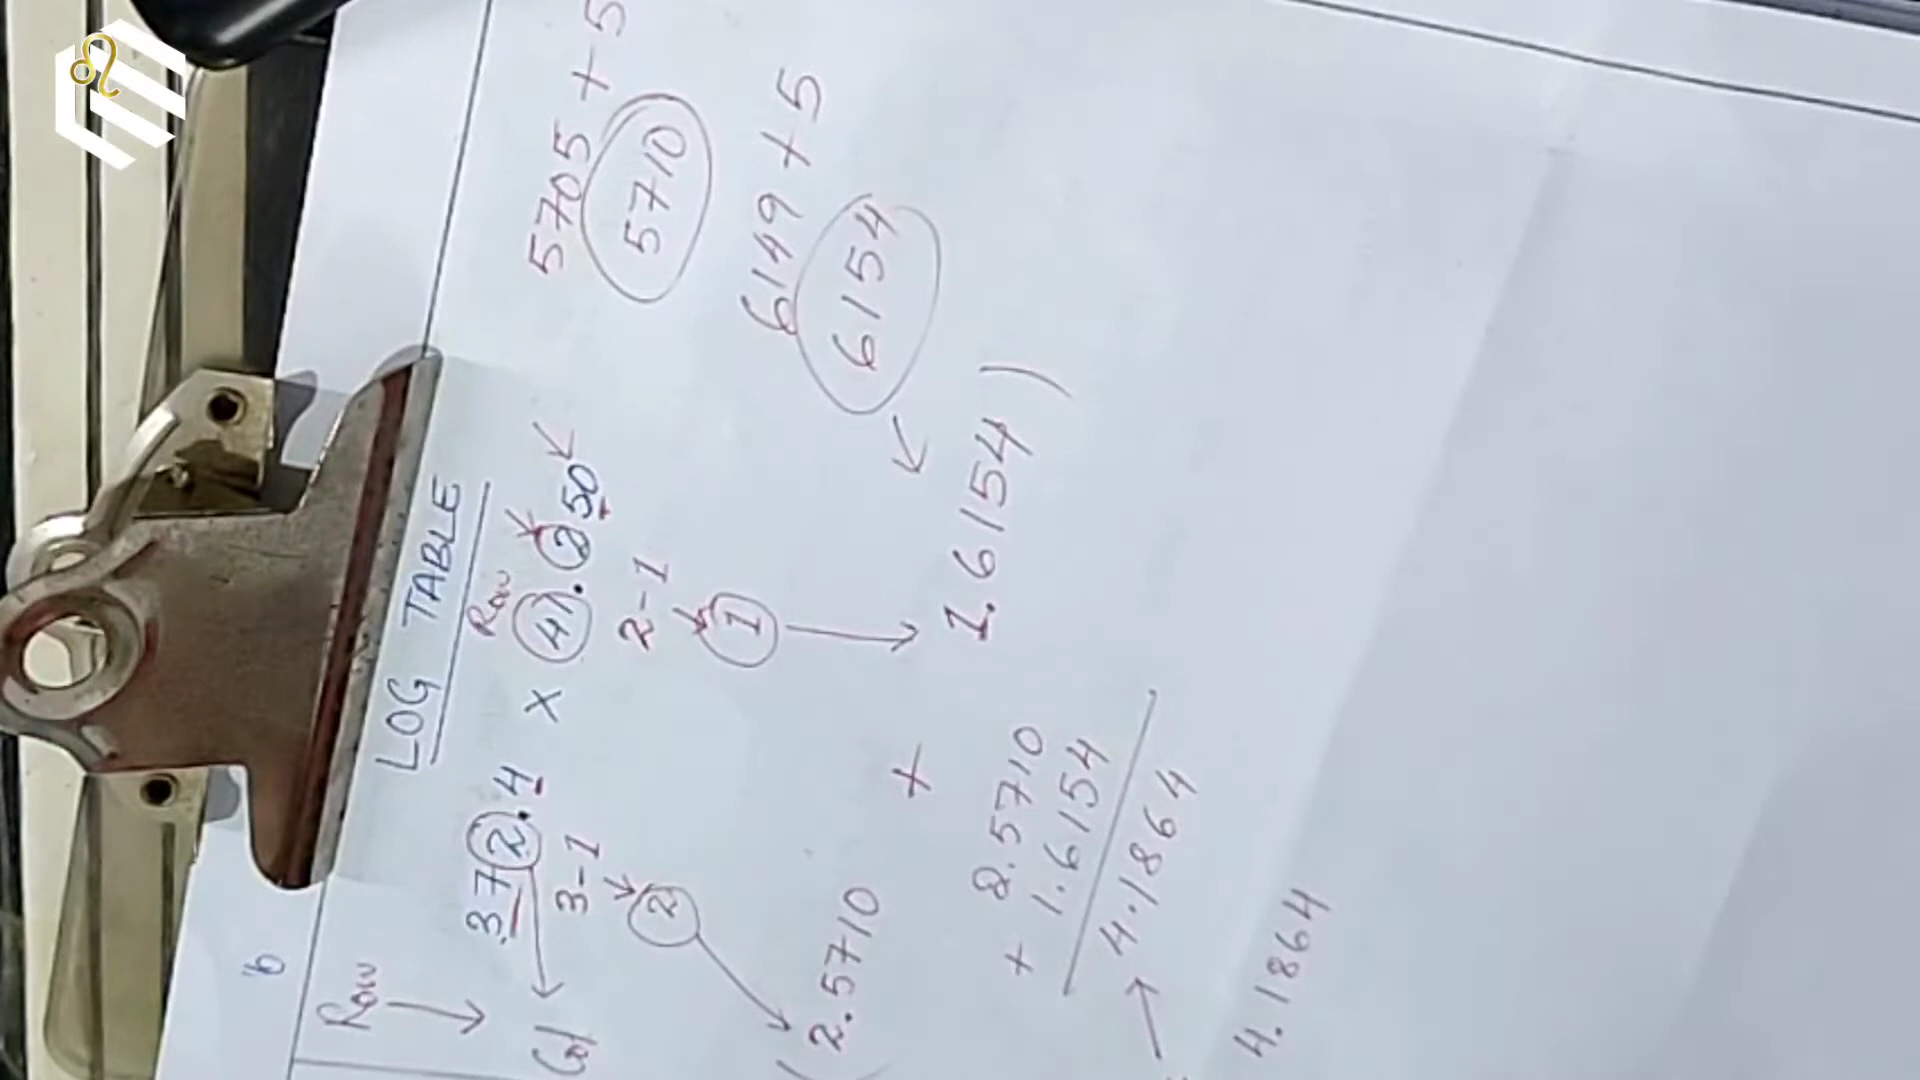 b
LOG TABLE
Row
Row
372.4 × 41.250
5705 + 5
Col
3-1
2-1
5710
2
1
6149 + 5
6154
(2.5710 + 1.6154)
2.5710
+ 1.6154
4.1864
4.1864